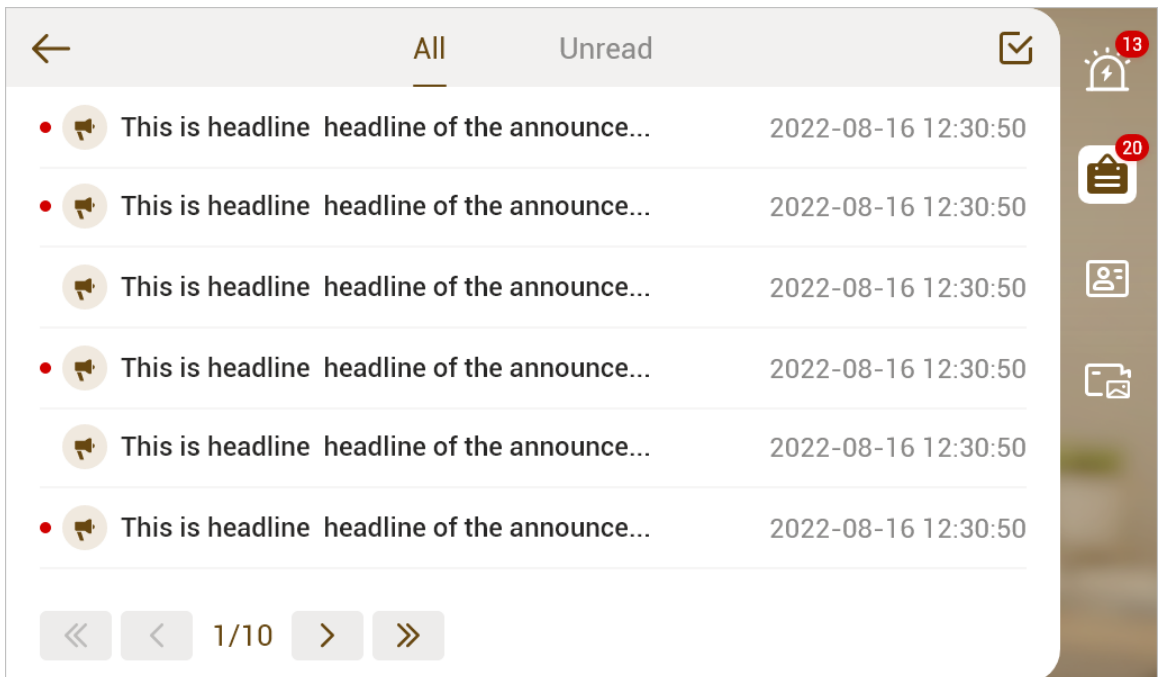 All Unread
13
This is headline  headline of the announce... 2022-08-16 12:30:50
20
This is headline  headline of the announce... 2022-08-16 12:30:50
This is headline  headline of the announce... 2022-08-16 12:30:50
This is headline  headline of the announce... 2022-08-16 12:30:50
This is headline  headline of the announce... 2022-08-16 12:30:50
This is headline  headline of the announce... 2022-08-16 12:30:50
1/10